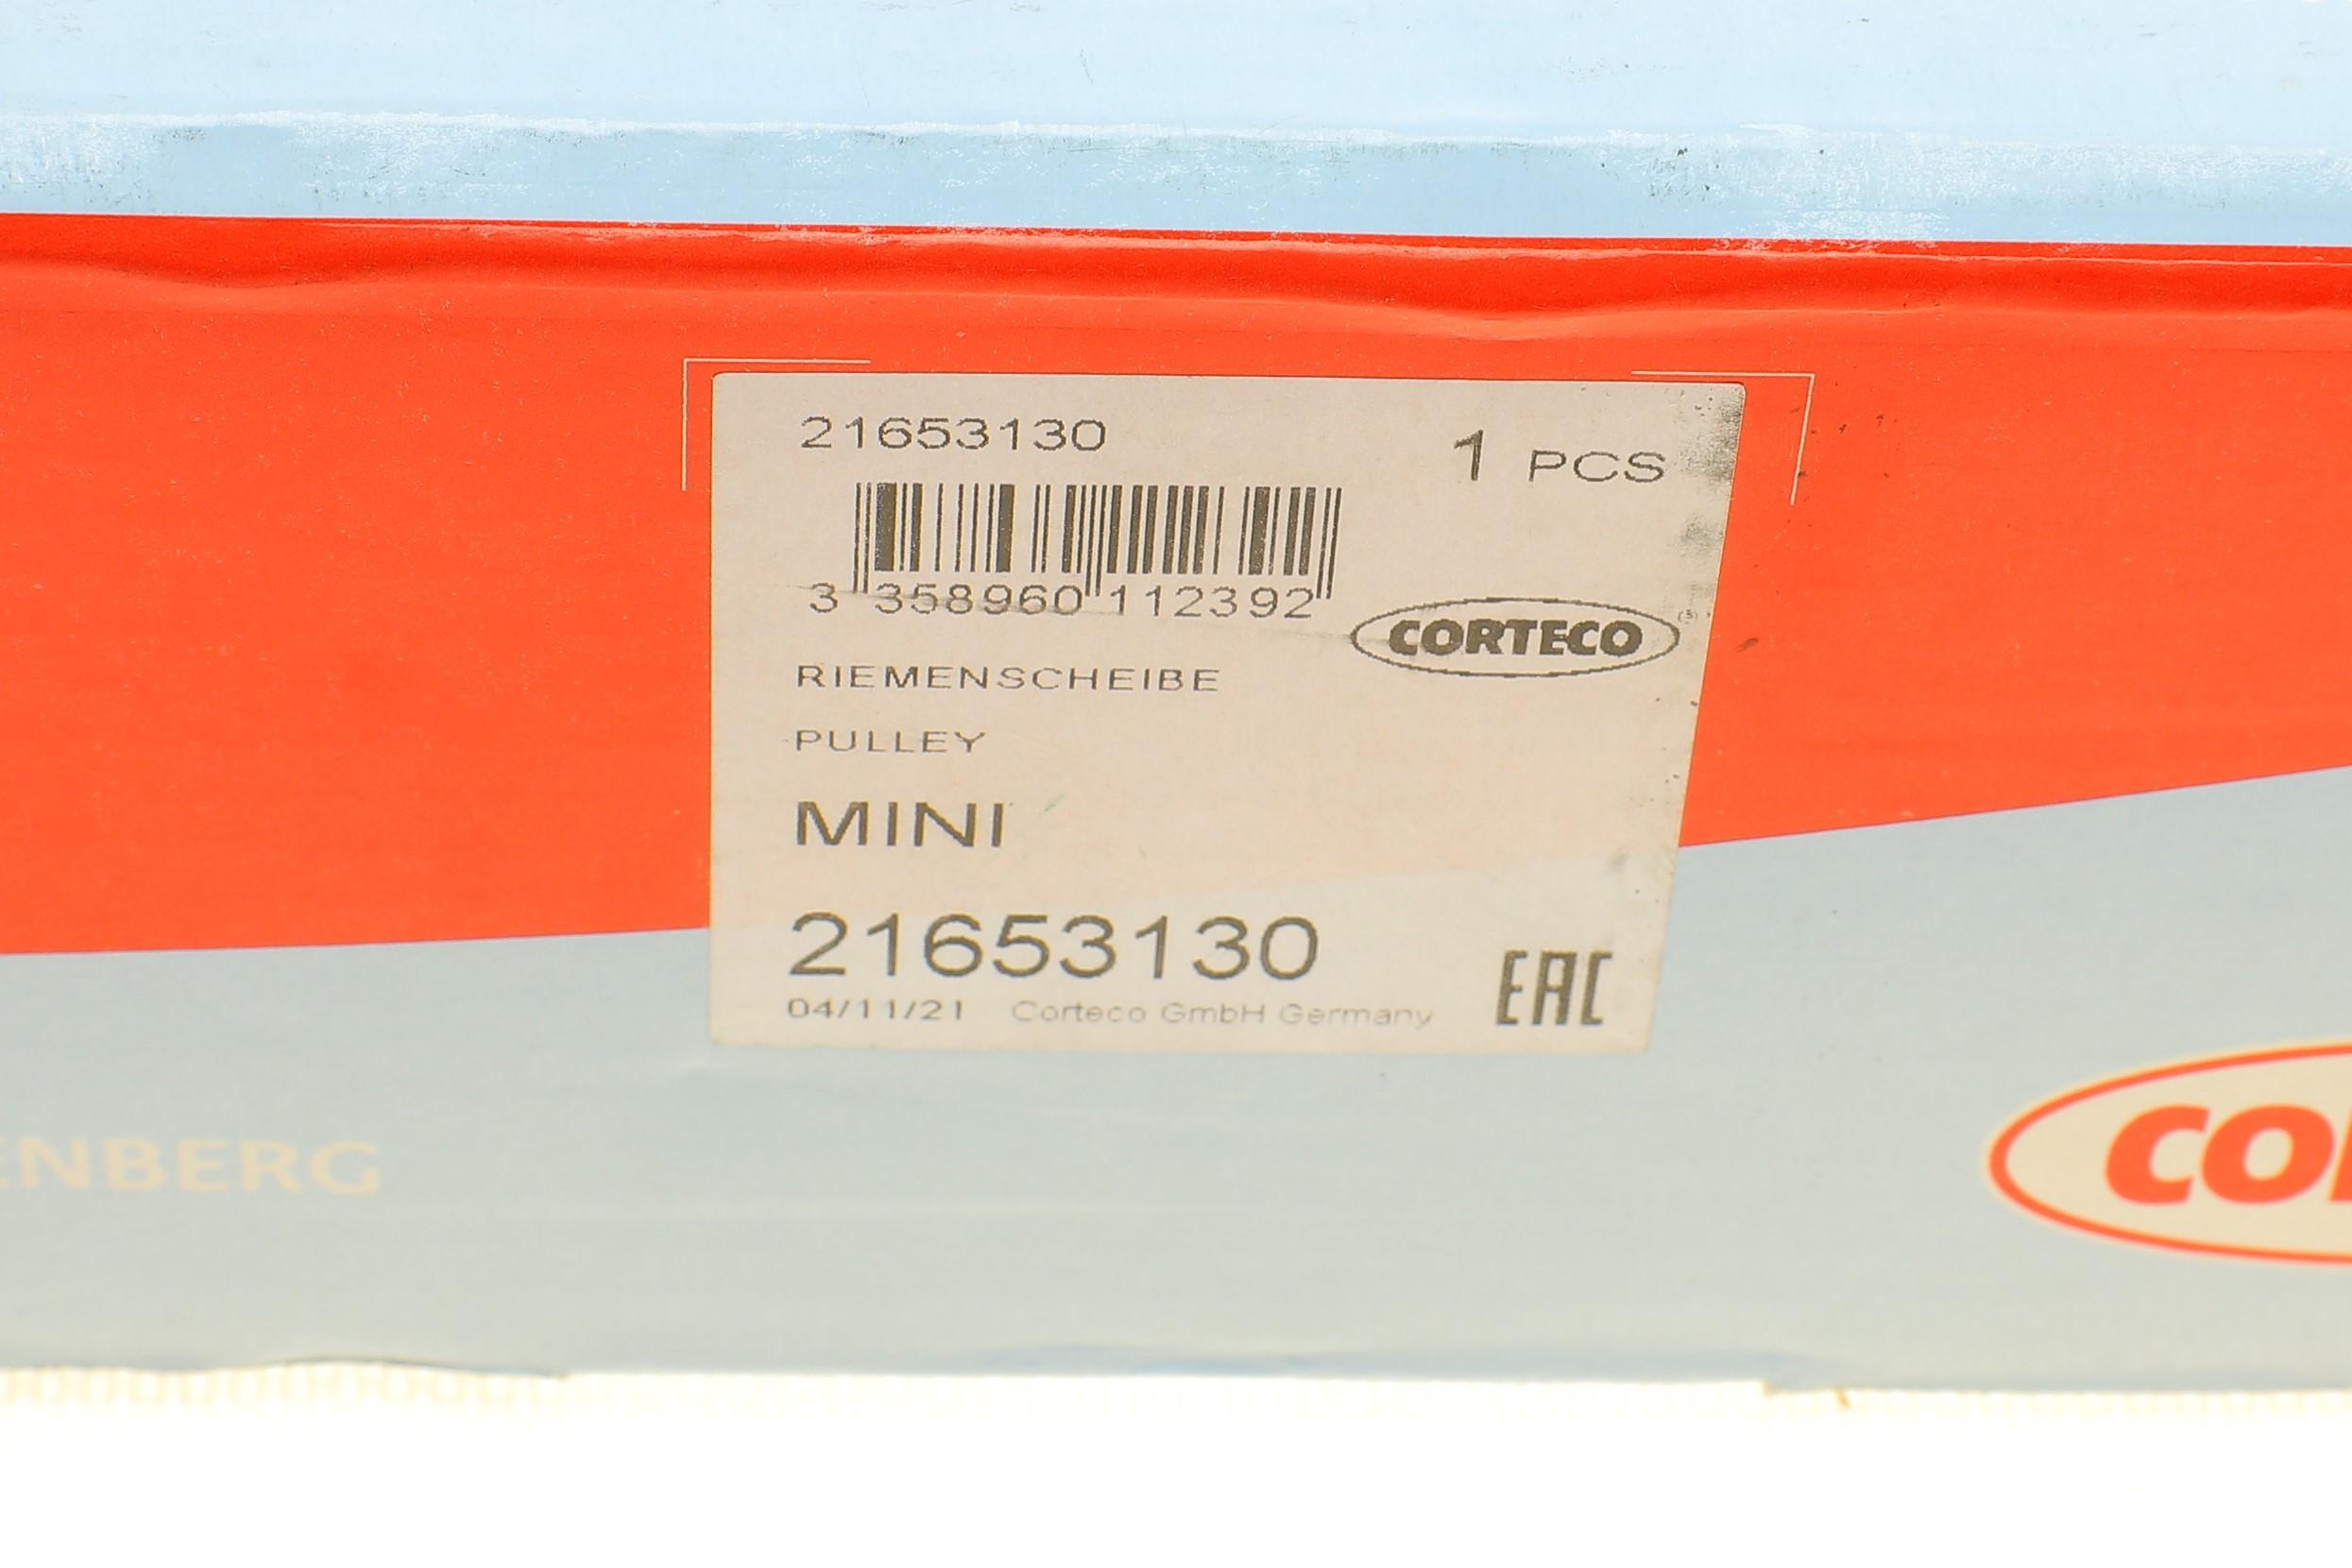 21653130
1 PCS
3 358960 112392
CORTECO
RIEMENSCHEIBE
PULLEY
MINI
21653130
EAC
04/11/21 Corteco GmbH Germany
ENBERG
CO